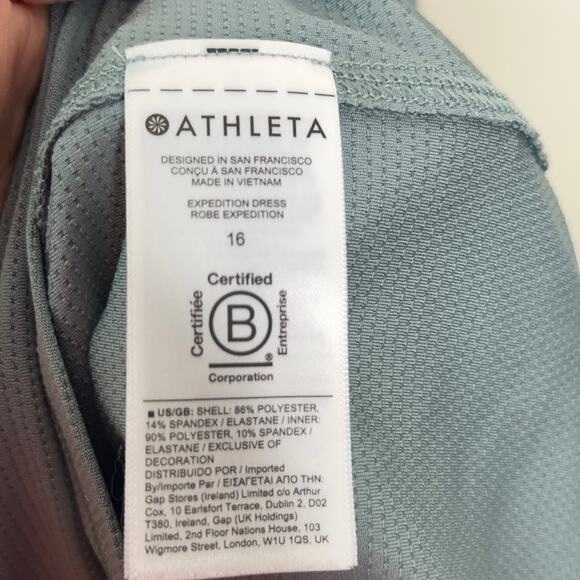 ATHLETA
DESIGNED IN SAN FRANCISCO
CONÇU À SAN FRANCISCO
MADE IN VIETNAM
EXPEDITION DRESS
ROBE EXPEDITION
16
Certified
Certifiée
B
Entreprise
®
Corporation
■ US/GB: SHELL: 86% POLYESTER,
14% SPANDEX / ELASTANE / INNER:
90% POLYESTER, 10% SPANDEX /
ELASTANE / EXCLUSIVE OF
DECORATION
DISTRIBUIDO POR / Imported
By/Importe Par / ΕΙΣΑΓΕΤΑΙ ΑΠΟ ΤΗΝ:
Gap Stores (Ireland) Limited c/o Arthur
Cox, 10 Earlsfort Terrace, Dublin 2, D02
T380, Ireland, Gap (UK Holdings)
Limited, 2nd Floor Nations House, 103
Wigmore Street, London, W1U 1QS, UK